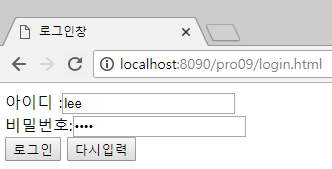 로그인창
localhost:8090/pro09/login.html
아이디 :lee
비밀번호:••••
로그인 다시입력